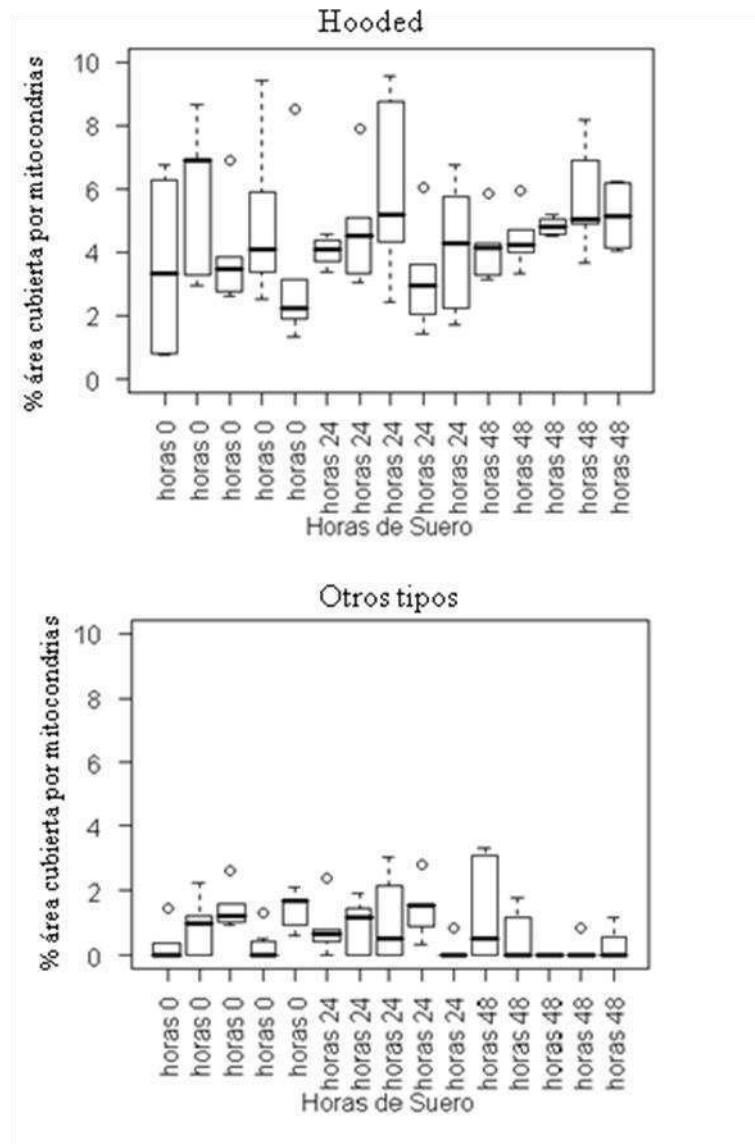 Hooded
% área cubierta por mitocondrias
10
8
6
4
2
0
horas 0
horas 0
horas 0
horas 0
horas 0
horas 24
horas 24
horas 24
horas 24
horas 24
horas 48
horas 48
horas 48
horas 48
horas 48
Horas de Suero
Otros tipos
% área cubierta por mitocondrias
10
8
6
4
2
0
horas 0
horas 0
horas 0
horas 0
horas 0
horas 24
horas 24
horas 24
horas 24
horas 24
horas 48
horas 48
horas 48
horas 48
horas 48
Horas de Suero